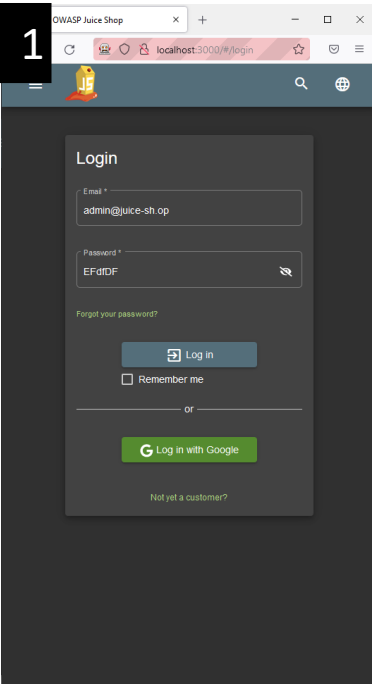 1
OWASP Juice Shop
localhost:3000/#/login
JS
Login
Email *
admin@juice-sh.op
Password *
EFdfDF
Forgot your password?
Log in
Remember me
or
G Log in with Google
Not yet a customer?